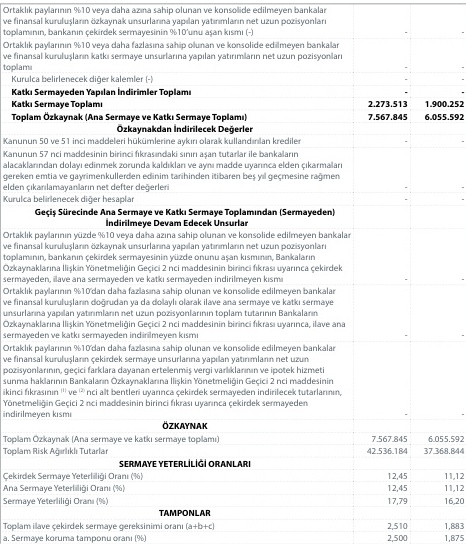 Ortaklık paylarının %10 veya daha azına sahip olunan ve konsolide edilmeyen bankalar
ve finansal kuruluşların özkaynak unsurlarına yapılan yatırımların net uzun pozisyonları
toplamının, bankanın çekirdek sermayesinin %10'unu aşan kısmı (-) - -
Ortaklık paylarının %10 veya daha fazlasına sahip olunan ve konsolide edilmeyen bankalar
ve finansal kuruluşların katkı sermaye unsurlarına yapılan yatırımların net uzun pozisyonları
toplamı - -
Kurulca belirlenecek diğer kalemler (-) - -
Katkı Sermayeden Yapılan İndirimler Toplamı - -
Katkı Sermaye Toplamı 2.273.513 1.900.252
Toplam Özkaynak (Ana Sermaye ve Katkı Sermaye Toplamı) 7.567.845 6.055.592
Özkaynakdan İndirilecek Değerler
Kanunun 50 ve 51 inci maddeleri hükümlerine aykırı olarak kullandırılan krediler - -
Kanunun 57 nci maddesinin birinci fıkrasındaki sınırı aşan tutarlar ile bankaların
alacaklarından dolayı edinmek zorunda kaldıkları ve aynı madde uyarınca elden çıkarmaları
gereken emtia ve gayrimenkullerden edinim tarihinden itibaren beş yıl geçmesine rağmen
elden çıkarılamayanların net defter değerleri - -
Kurulca belirlenecek diğer hesaplar - -
Geçiş Sürecinde Ana Sermaye ve Katkı Sermaye Toplamından (Sermayeden)
İndirilmeye Devam Edecek Unsurlar
Ortaklık paylarının yüzde %10 veya daha azına sahip olunan ve konsolide edilmeyen bankalar
ve finansal kuruluşların özkaynak unsurlarına yapılan yatırımların net uzun pozisyonları
toplamının, bankanın çekirdek sermayesinin yüzde onunu aşan kısmının, Bankaların
Özkaynaklarına İlişkin Yönetmeliğin Geçici 2 nci maddesinin birinci fıkrası uyarınca çekirdek
sermayeden, ilave ana sermayeden ve katkı sermayeden indirilmeyen kısmı - -
Ortaklık paylarının %10'dan daha fazlasına sahip olunan ve konsolide edilmeyen bankalar
ve finansal kuruluşların doğrudan ya da dolaylı olarak ilave ana sermaye ve katkı sermaye
unsurlarına yapılan yatırımların net uzun pozisyonlarının toplam tutarının Bankaların
Özkaynaklarına İlişkin Yönetmeliğin Geçici 2 nci maddesinin birinci fıkrası uyarınca, ilave ana
sermayeden ve katkı sermayeden indirilmeyen kısmı - -
Ortaklık paylarının %10'dan daha fazlasına sahip olunan ve konsolide edilmeyen bankalar
ve finansal kuruluşların çekirdek sermaye unsurlarına yapılan yatırımların net uzun
pozisyonlarının, geçici farklara dayanan ertelenmiş vergi varlıklarının ve ipotek hizmeti
sunma haklarının Bankaların Özkaynaklarına İlişkin Yönetmeliğin Geçici 2 nci maddesinin
ikinci fıkrasının (1) ve (2) nci alt bentleri uyarınca çekirdek sermayeden indirilecek tutarlarının,
Yönetmeliğin Geçici 2 nci maddesinin birinci fıkrası uyarınca çekirdek sermayeden
indirilmeyen kısmı - -
ÖZKAYNAK
Toplam Özkaynak (Ana sermaye ve katkı sermaye toplamı) 7.567.845 6.055.592
Toplam Risk Ağırlıklı Tutarlar 42.536.184 37.368.844
SERMAYE YETERLİLİĞİ ORANLARI
Çekirdek Sermaye Yeterliliği Oranı (%) 12,45 11,12
Ana Sermaye Yeterliliği Oranı (%) 12,45 11,12
Sermaye Yeterliliği Oranı (%) 17,79 16,20
TAMPONLAR
Toplam ilave çekirdek sermaye gereksinimi oranı (a+b+c) 2,510 1,883
a. Sermaye koruma tamponu oranı (%) 2,500 1,875